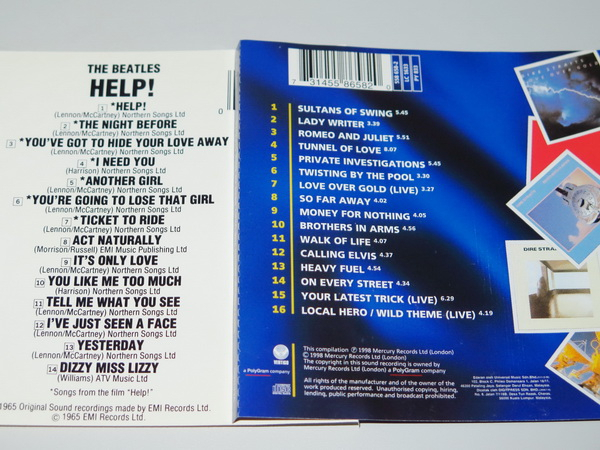 THE BEATLES
HELP!
1 *HELP!
(Lennon/McCartney) Northern Songs Ltd
2 *THE NIGHT BEFORE
(Lennon/McCartney) Northern Songs Ltd
3 *YOU'VE GOT TO HIDE YOUR LOVE AWAY
(Lennon/McCartney) Northern Songs Ltd
4 *I NEED YOU
(Harrison) Northern Songs Ltd
5 *ANOTHER GIRL
(Lennon/McCartney) Northern Songs Ltd
6 *YOU'RE GOING TO LOSE THAT GIRL
(Lennon/McCartney) Northern Songs Ltd
7 *TICKET TO RIDE
(Lennon/McCartney) Northern Songs Ltd
8 ACT NATURALLY
(Morrison/Russell) EMI Music Publishing Ltd
9 IT'S ONLY LOVE
(Lennon/McCartney) Northern Songs Ltd
10 YOU LIKE ME TOO MUCH
(Harrison) Northern Songs Ltd
11 TELL ME WHAT YOU SEE
(Lennon/McCartney) Northern Songs Ltd
12 I'VE JUST SEEN A FACE
(Lennon/McCartney) Northern Songs Ltd
13 YESTERDAY
(Lennon/McCartney) Northern Songs Ltd
14 DIZZY MISS LIZZY
(Williams) ATV Music Ltd
*Songs from the film "Help!"
1965 Original Sound recordings made by EMI Records Ltd.
© 1965 EMI Records Ltd.
0
7 31455 86582 0
558 658-2
LC 7179
PY 833
1 SULTANS OF SWING 5.45
2 LADY WRITER 3.39
3 ROMEO AND JULIET 5.51
4 TUNNEL OF LOVE 8.07
5 PRIVATE INVESTIGATIONS 5.45
6 TWISTING BY THE POOL 3.30
7 LOVE OVER GOLD (LIVE) 3.27
8 SO FAR AWAY 4.02
9 MONEY FOR NOTHING 4.05
10 BROTHERS IN ARMS 4.56
11 WALK OF LIFE 4.07
12 CALLING ELVIS 4.37
13 HEAVY FUEL 4.54
14 ON EVERY STREET 4.34
15 YOUR LATEST TRICK (LIVE) 6.29
16 LOCAL HERO / WILD THEME (LIVE) 4.19
DIRE STRA
This compilation ℗ 1998 Mercury Records Ltd (London)
© 1998 Mercury Records Ltd (London)
The copyright in this sound recording is owned by
Mercury Records Ltd (London)
a PolyGram company
a PolyGram company
All rights of the manufacturer and of the owner of the
work produced reserved. Unauthorised copying, hiring,
lending, public performance and broadcast prohibited.